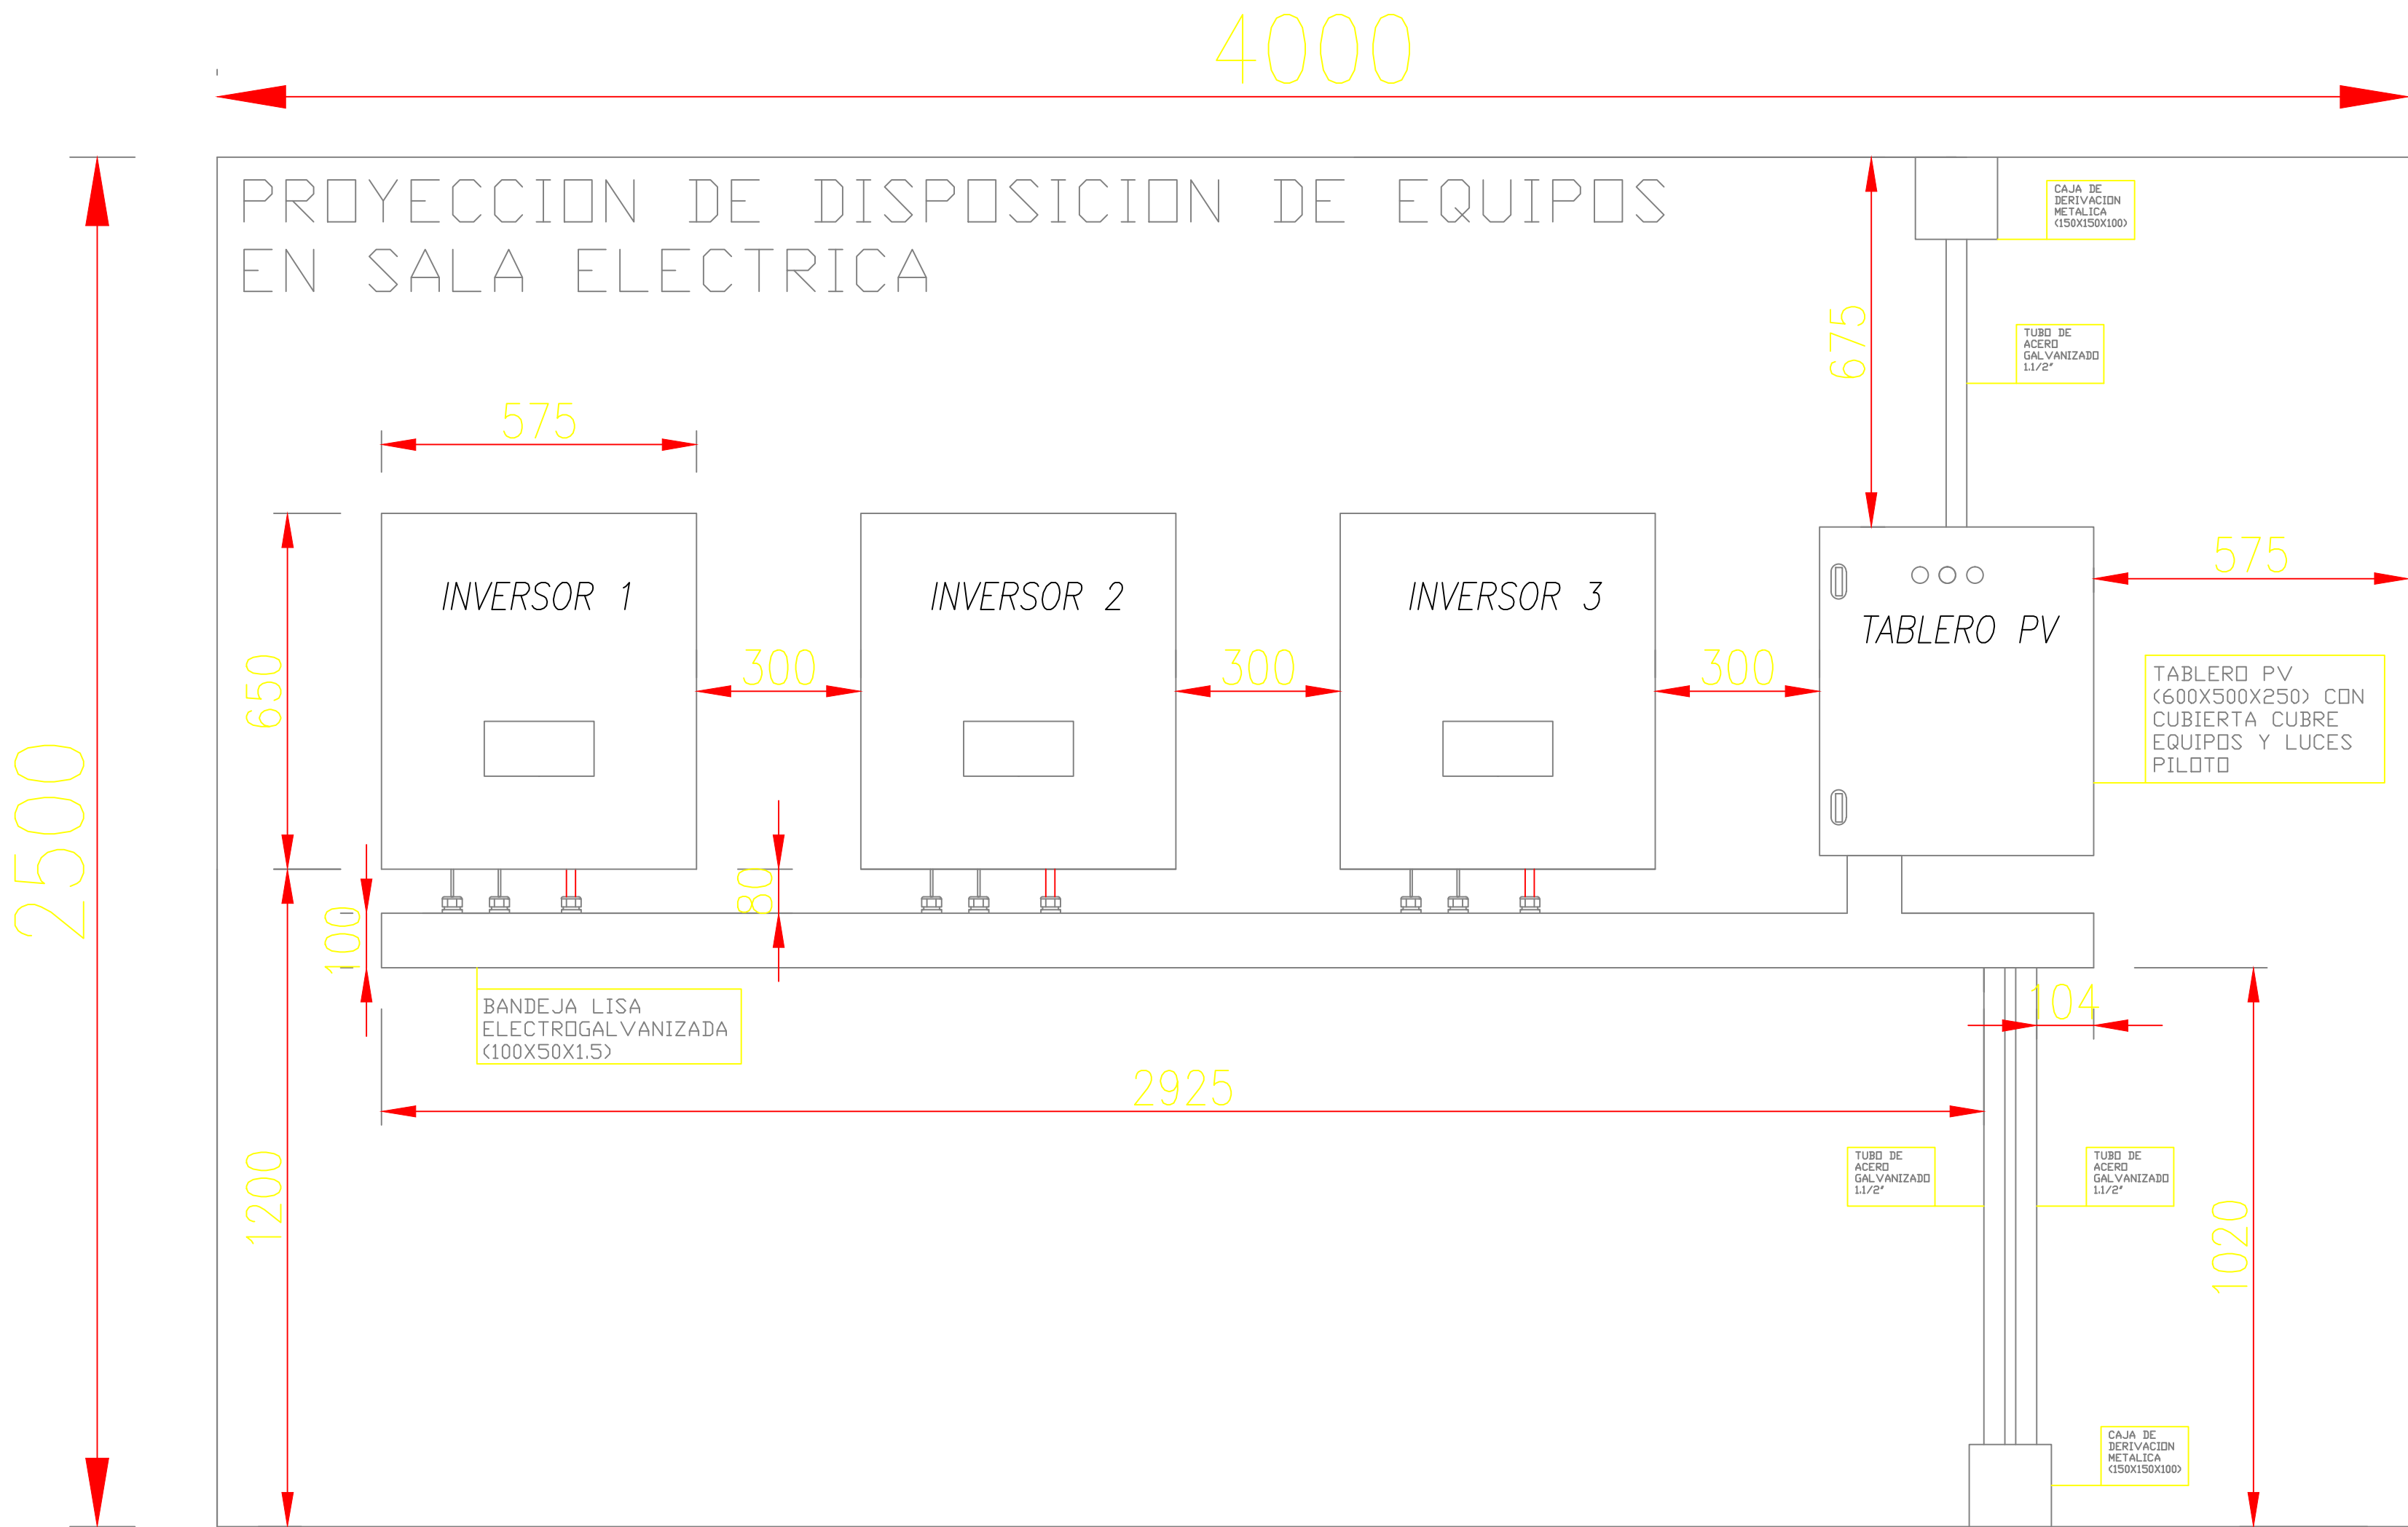 4000
PROYECCION DE DISPOSICION DE EQUIPOS
EN SALA ELECTRICA
CAJA DE
DERIVACION
METALICA
(150X150X100)
675
TUBO DE
ACERO
GALVANIZADO
1.1/2"
575
575
INVERSOR 1
INVERSOR 2
INVERSOR 3
TABLERO PV
300
300
300
650
TABLERO PV
(600X500X250) CON
CUBIERTA CUBRE
EQUIPOS Y LUCES
PILOTO
2500
80
100
BANDEJA LISA
ELECTROGALVANIZADA
(100X50X1.5)
104
2925
1200
TUBO DE
ACERO
GALVANIZADO
1.1/2"
TUBO DE
ACERO
GALVANIZADO
1.1/2"
1020
CAJA DE
DERIVACION
METALICA
(150X150X100)